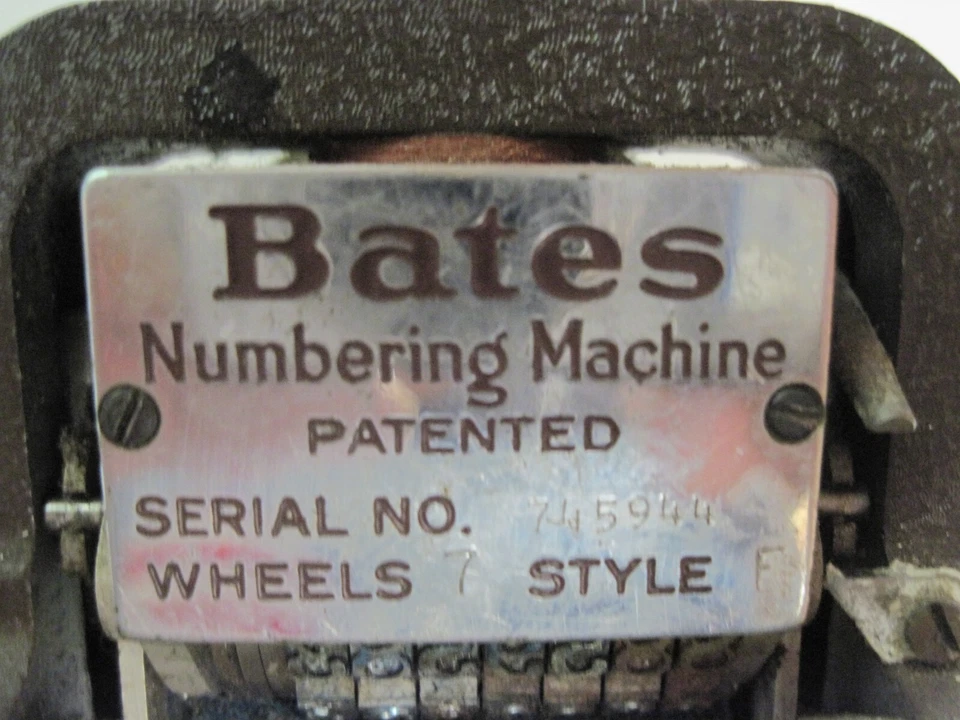 Bates
Numbering Machine
PATENTED
SERIAL NO. 745944
WHEELS 7 STYLE F